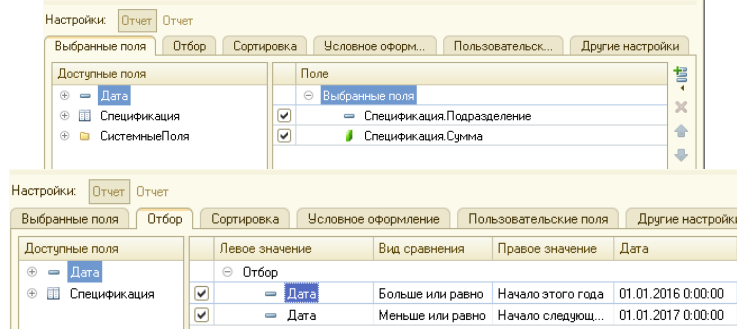 Настройки: Отчет Отчет
Выбранные поля Отбор Сортировка Условное оформ... Пользовательск... Другие настройки
Доступные поля Поле
Дата Выбранные поля
Спецификация Спецификация.Подразделение
СистемныеПоля Спецификация.Сумма
Настройки: Отчет Отчет
Выбранные поля Отбор Сортировка Условное оформление Пользовательские поля Другие настройки
Доступные поля Левое значение Вид сравнения Правое значение Дата
Дата Отбор
Спецификация Дата Больше или равно Начало этого года 01.01.2016 0:00:00
Дата Меньше или равно Начало следующ... 01.01.2017 0:00:00